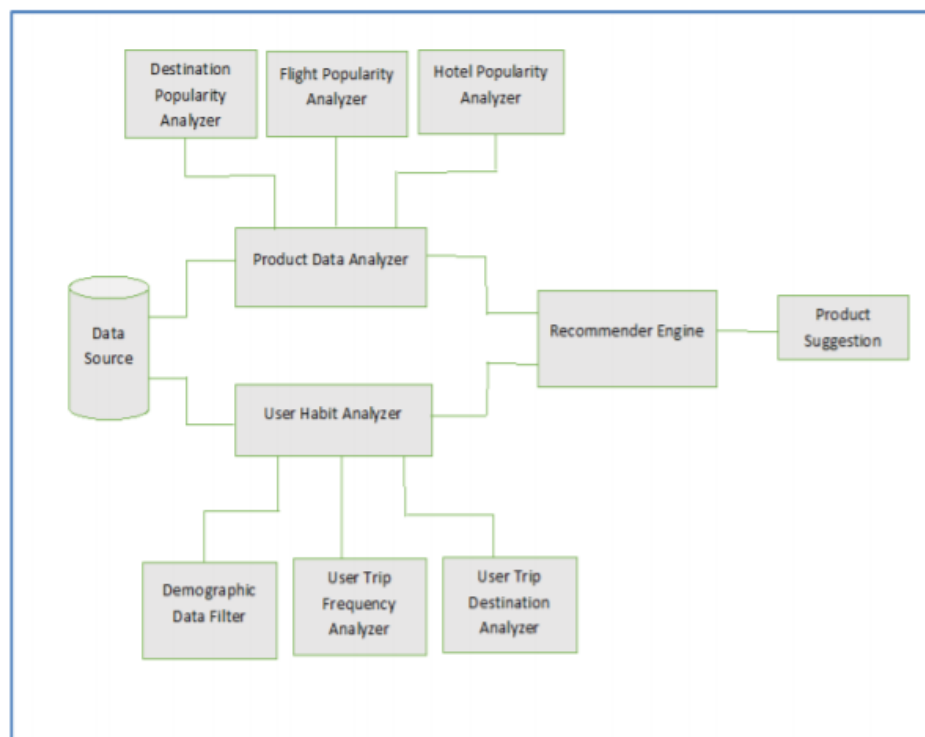 Destination
Popularity
Analyzer
Flight Popularity
Analyzer
Hotel Popularity
Analyzer
Product Data Analyzer
Data
Source
Recommender Engine
Product
Suggestion
User Habit Analyzer
Demographic
Data Filter
User Trip
Frequency
Analyzer
User Trip
Destination
Analyzer